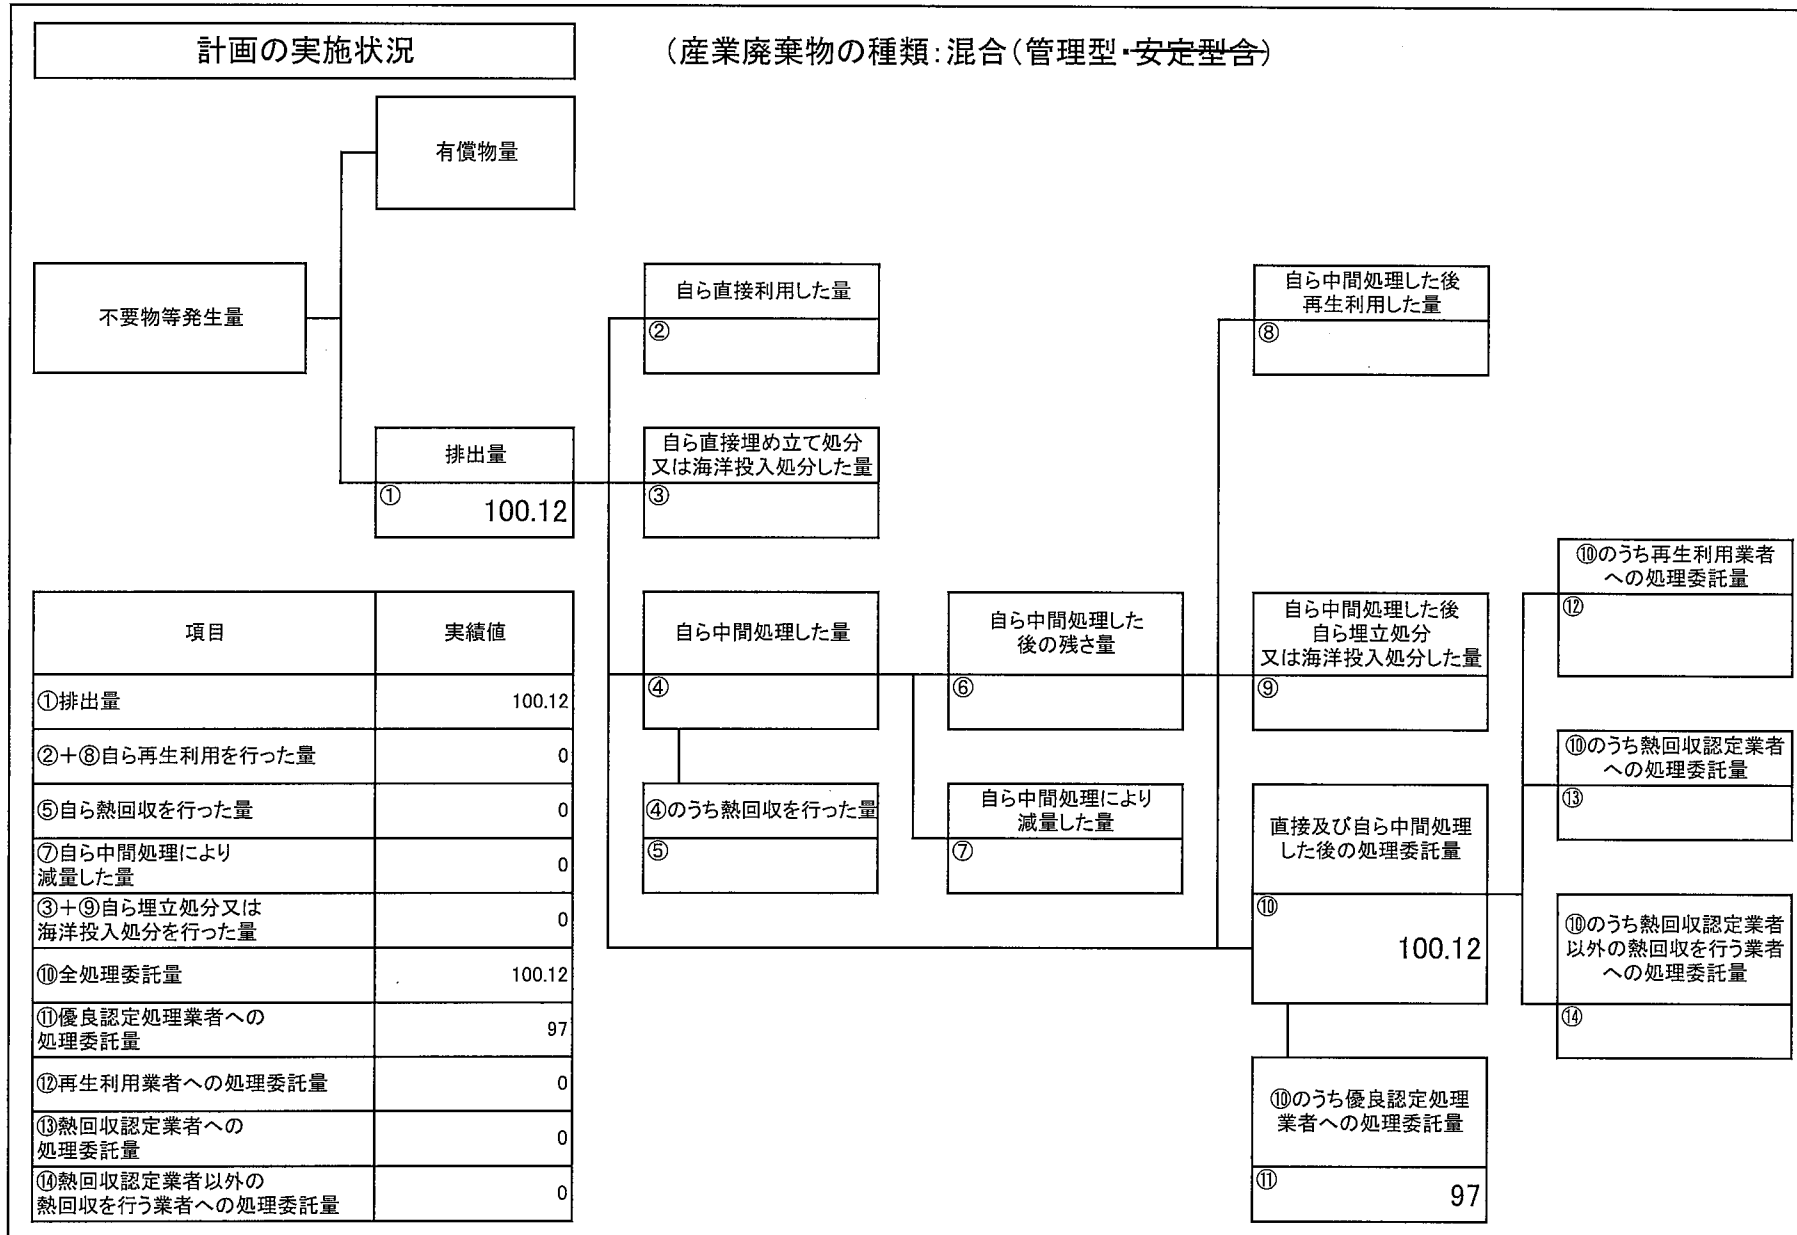 計画の実施状況
(産業廃棄物の種類:混合(管理型・安定型含)
有償物量
不要物等発生量
排出量
①
100.12
自ら直接利用した量
②
自ら直接埋め立て処分
又は海洋投入処分した量
③
自ら中間処理した量
④
④のうち熱回収を行った量
⑤
自ら中間処理した
後の残さ量
⑥
自ら中間処理により
減量した量
⑦
自ら中間処理した後
再生利用した量
⑧
自ら中間処理した後
自ら埋立処分
又は海洋投入処分した量
⑨
直接及び自ら中間処理
した後の処理委託量
⑩
100.12
⑩のうち優良認定処理
業者への処理委託量
⑪
97
⑩のうち再生利用業者
への処理委託量
⑫
⑩のうち熱回収認定業者
への処理委託量
⑬
⑩のうち熱回収認定業者
以外の熱回収を行う業者
への処理委託量
⑭
項目 実績値
①排出量 100.12
②+⑧自ら再生利用を行った量 0
⑤自ら熱回収を行った量 0
⑦自ら中間処理により
減量した量 0
③+⑨自ら埋立処分又は
海洋投入処分を行った量 0
⑩全処理委託量 100.12
⑪優良認定処理業者への
処理委託量 97
⑫再生利用業者への処理委託量 0
⑬熱回収認定業者への
処理委託量 0
⑭熱回収認定業者以外の
熱回収を行う業者への処理委託量 0